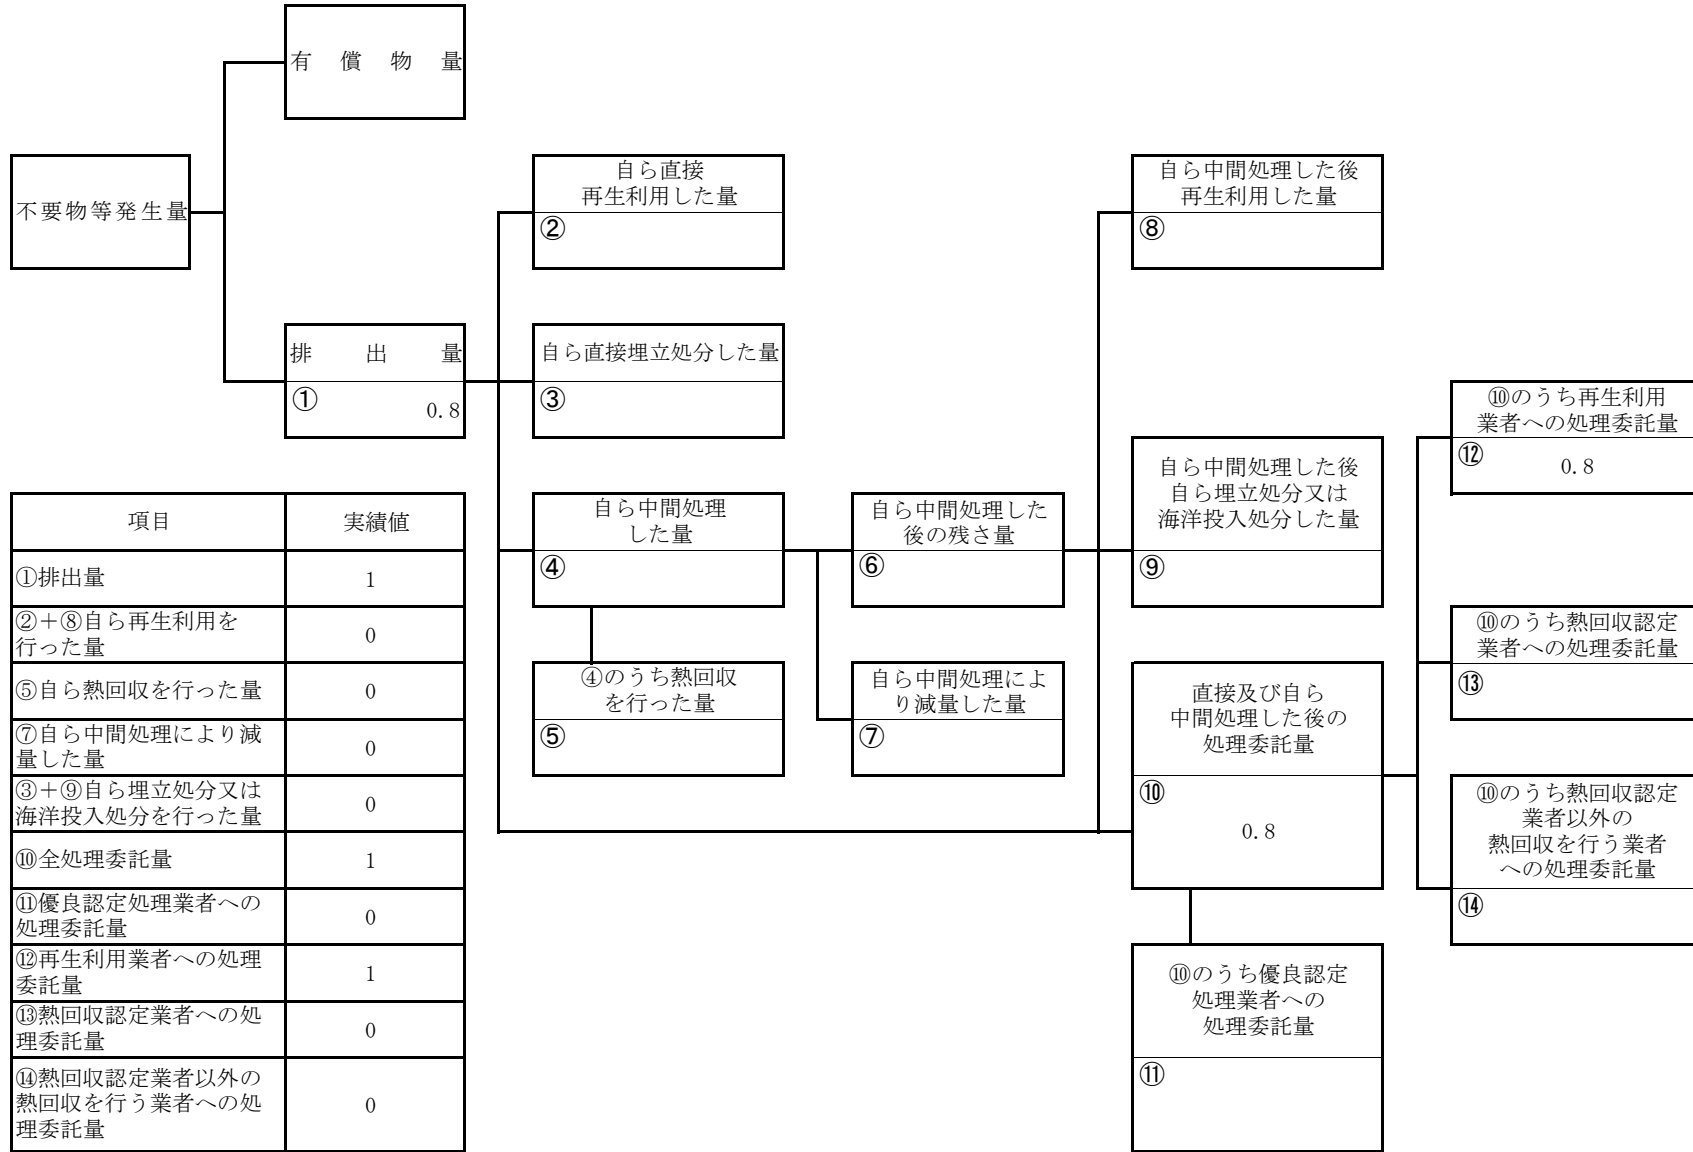 有償物量
不要物等発生量
排出量
① 0.8
自ら直接
再生利用した量
②
自ら直接埋立処分した量
③
自ら中間処理
した量
④
④のうち熱回収
を行った量
⑤
自ら中間処理した
後の残さ量
⑥
自ら中間処理によ
り減量した量
⑦
自ら中間処理した後
再生利用した量
⑧
自ら中間処理した後
自ら埋立処分又は
海洋投入処分した量
⑨
直接及び自ら
中間処理した後の
処理委託量
⑩
0.8
⑩のうち優良認定
処理業者への
処理委託量
⑪
⑩のうち再生利用
業者への処理委託量
⑫ 0.8
⑩のうち熱回収認定
業者への処理委託量
⑬
⑩のうち熱回収認定
業者以外の
熱回収を行う業者
への処理委託量
⑭
項目 実績値
①排出量 1
②+⑧自ら再生利用を
行った量 0
⑤自ら熱回収を行った量 0
⑦自ら中間処理により減
量した量 0
③+⑨自ら埋立処分又は
海洋投入処分を行った量 0
⑩全処理委託量 1
⑪優良認定処理業者への
処理委託量 0
⑫再生利用業者への処理
委託量 1
⑬熱回収認定業者への処
理委託量 0
⑭熱回収認定業者以外の
熱回収を行う業者への処
理委託量 0